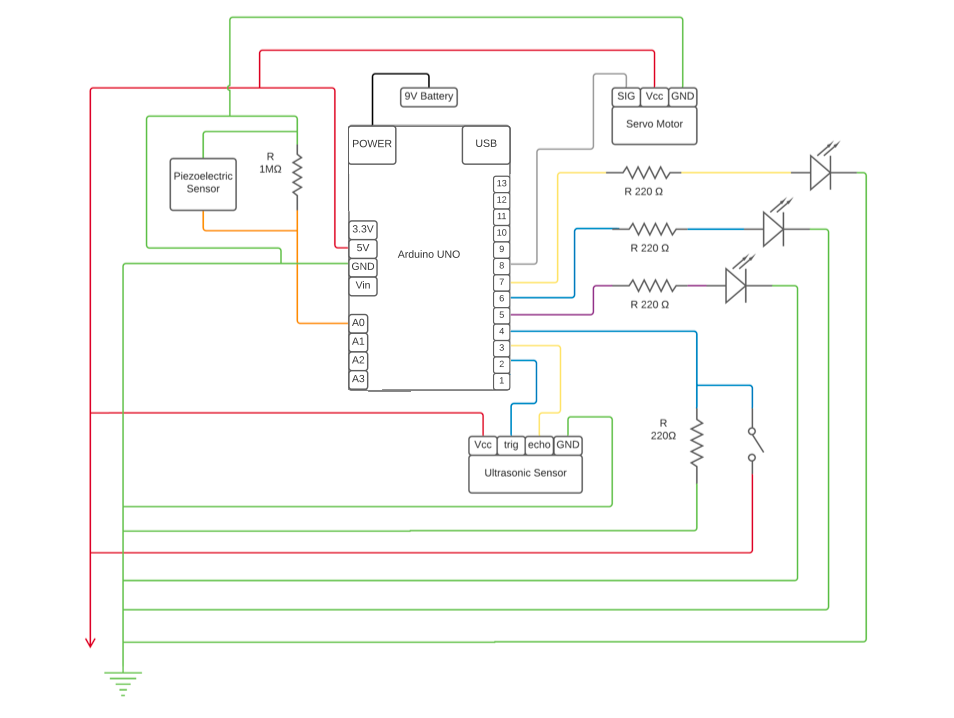 9V Battery
SIG Vcc GND
Servo Motor
POWER
USB
R
1MΩ
Piezoelectric
Sensor
R 220 Ω
R 220 Ω
R 220 Ω
3.3V
5V
GND
Vin
A0
A1
A2
A3
Arduino UNO
13
12
11
10
9
8
7
6
5
4
3
2
1
Vcc trig echo GND
Ultrasonic Sensor
R
220Ω